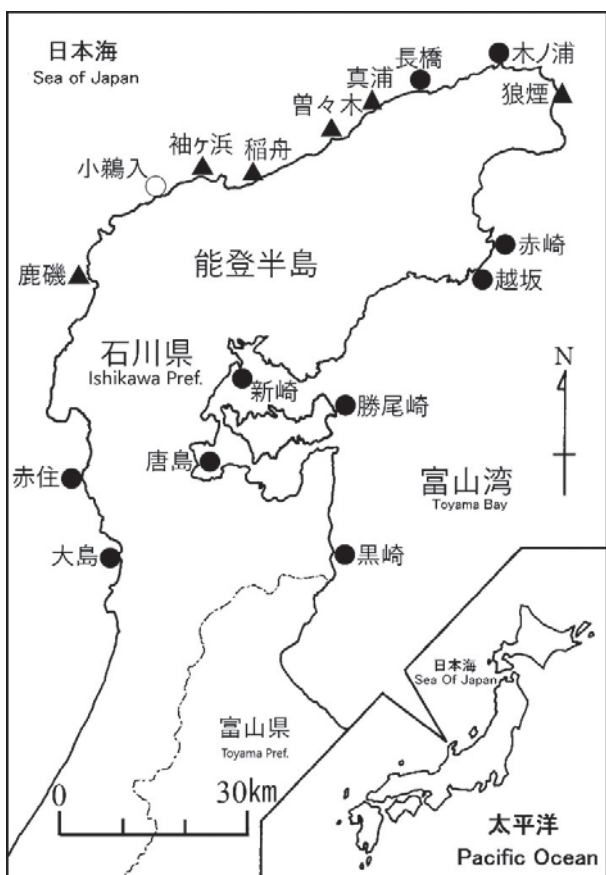 日本海
Sea of Japan
木ノ浦
長橋
真浦
狼煙
曽々木
袖ヶ浜
稲舟
小鵜入
赤崎
能登半島
鹿磯
越坂
石川県
Ishikawa Pref.
N
新崎
勝尾崎
唐島
赤住
富山湾
Toyama Bay
大島
黒崎
日本海
Sea Of Japan
富山県
Toyama Pref.
0
30km
太平洋
Pacific Ocean